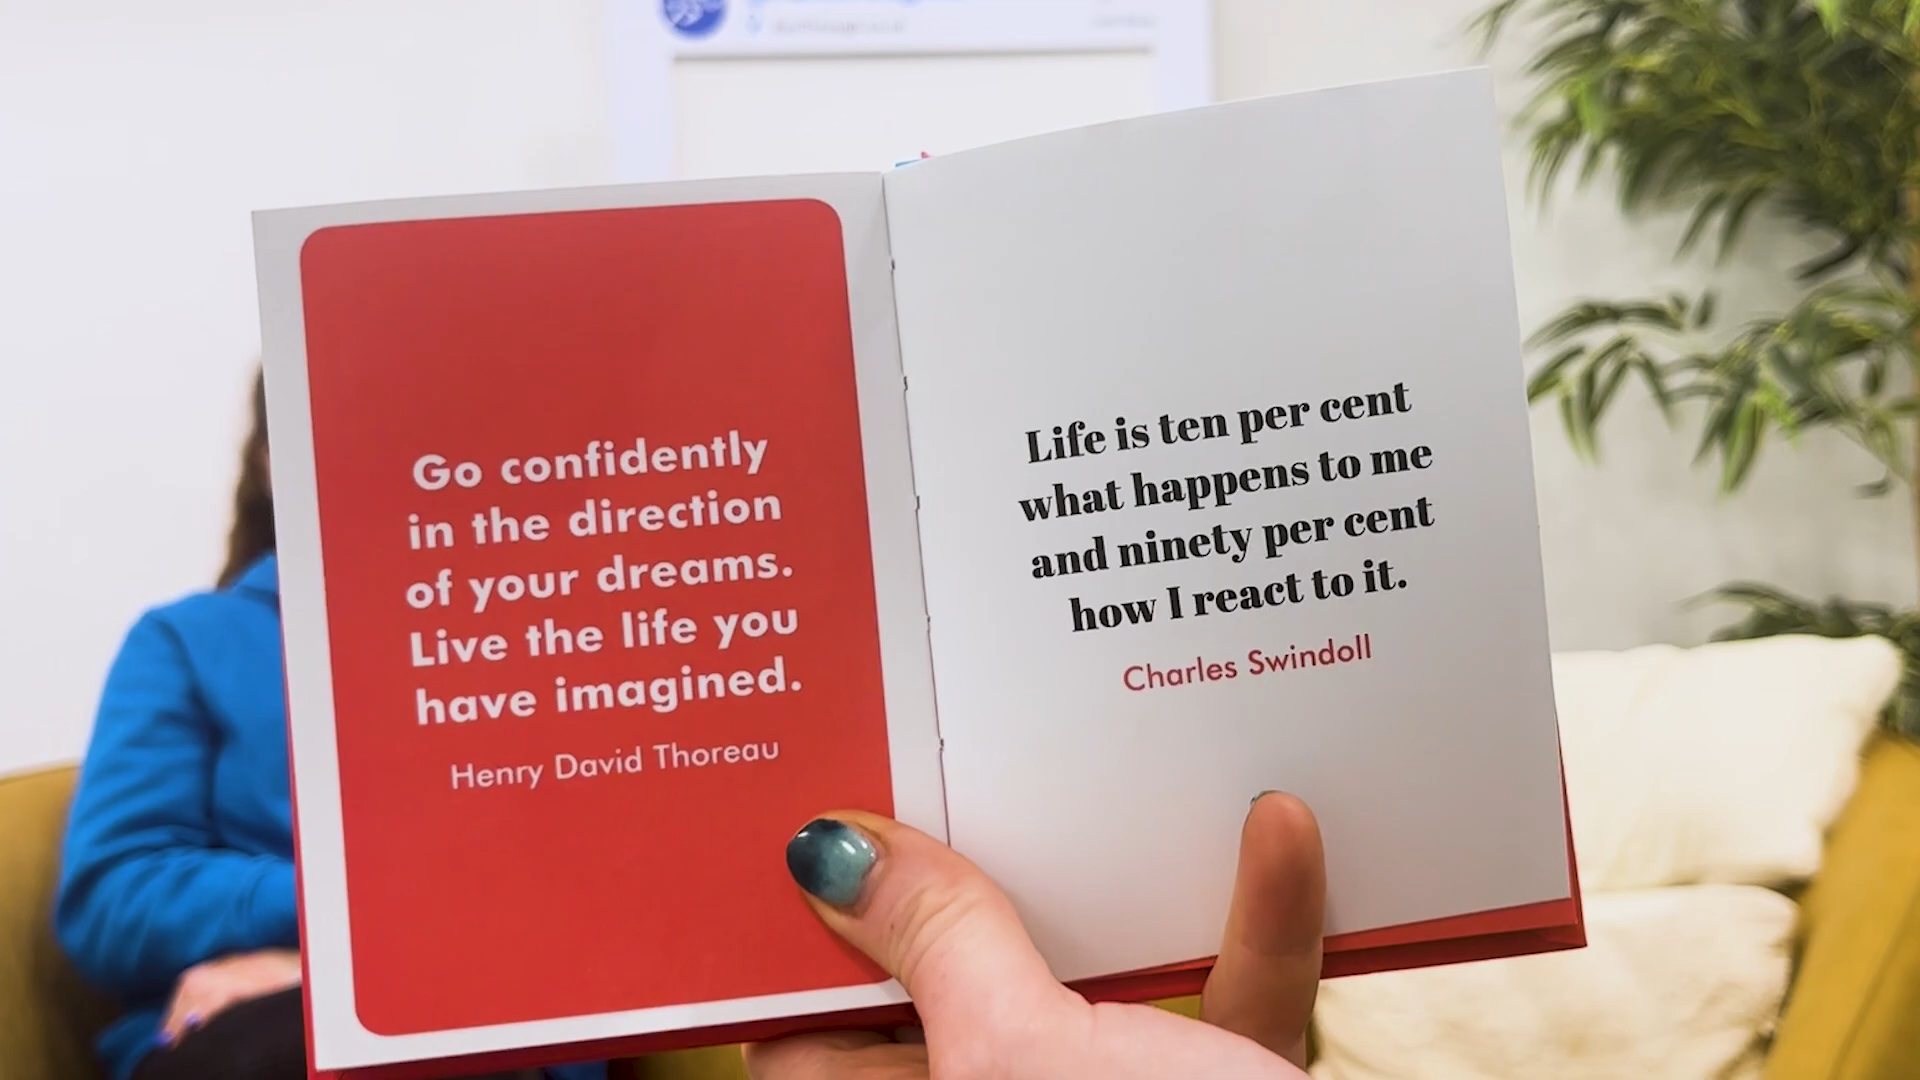 Go confidently
in the direction
of your dreams.
Live the life you
have imagined.
Henry David Thoreau
Life is ten per cent
what happens to me
and ninety per cent
how I react to it.
Charles Swindoll